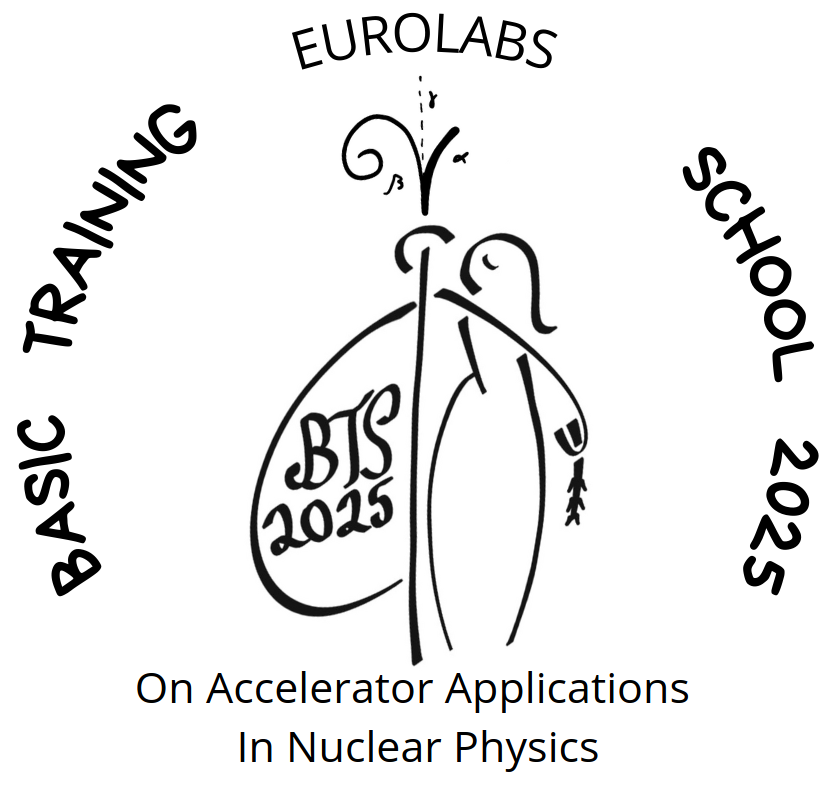 EUROLABS
BASIC TRAINING
SCHOOL 2025
γ
β
α
BTS
2025
On Accelerator Applications
In Nuclear Physics